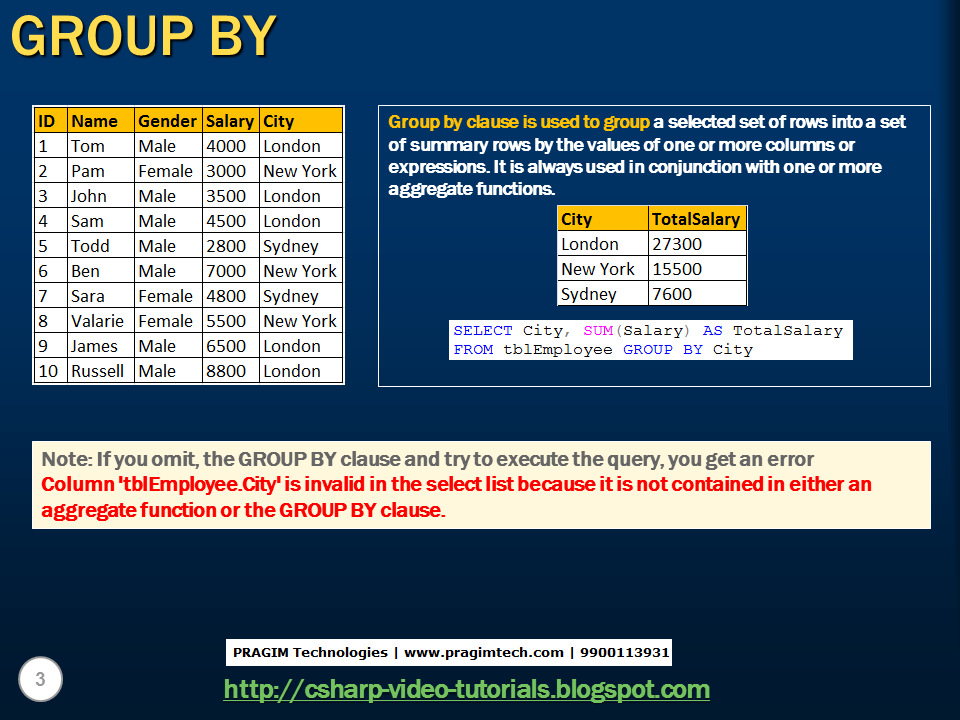 GROUP BY
ID Name Gender Salary City
1 Tom Male 4000 London
2 Pam Female 3000 New York
3 John Male 3500 London
4 Sam Male 4500 London
5 Todd Male 2800 Sydney
6 Ben Male 7000 New York
7 Sara Female 4800 Sydney
8 Valarie Female 5500 New York
9 James Male 6500 London
10 Russell Male 8800 London
Group by clause is used to group a selected set of rows into a set
of summary rows by the values of one or more columns or
expressions. It is always used in conjunction with one or more
aggregate functions.
City TotalSalary
London 27300
New York 15500
Sydney 7600
SELECT City, SUM(Salary) AS TotalSalary
FROM tblEmployee GROUP BY City
Note: If you omit, the GROUP BY clause and try to execute the query, you get an error
Column 'tblEmployee.City' is invalid in the select list because it is not contained in either an
aggregate function or the GROUP BY clause.
PRAGIM Technologies | www.pragimtech.com | 9900113931
3
http://csharp-video-tutorials.blogspot.com